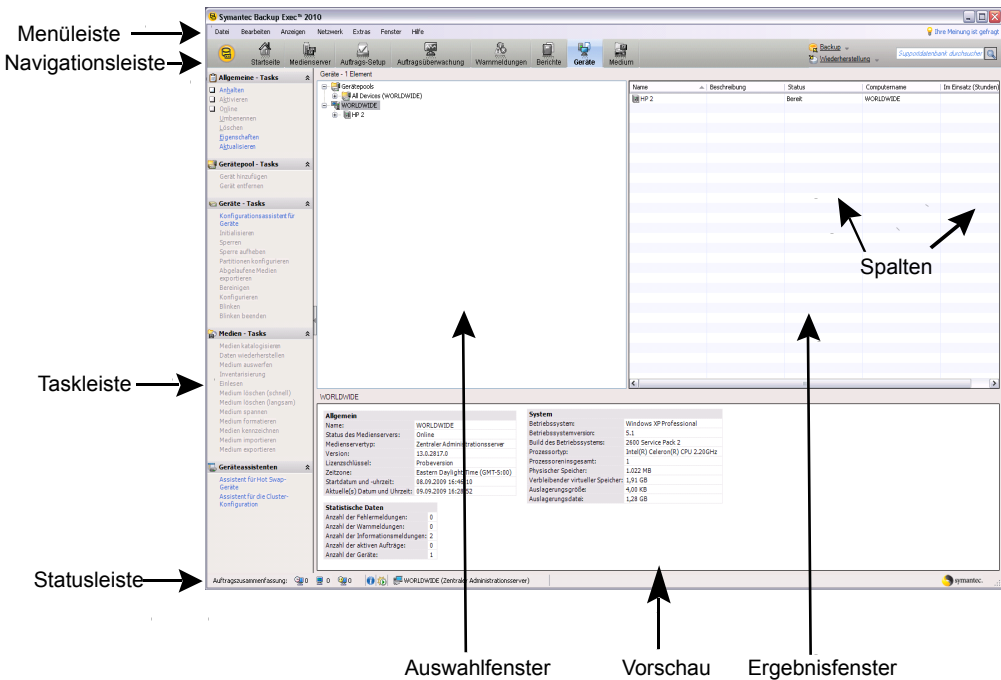 Symantec Backup Exec™ 2010
Menüleiste
Datei Bearbeiten Anzeigen Netzwerk Extras Fenster Hilfe
Ihre Meinung ist gefragt
Navigationsleiste
Startseite Medienserver Auftrags-Setup Auftragsüberwachung Warnmeldungen Berichte Geräte Medium
Backup
Wiederherstellung
Supportdatenbank durchsuchen
Allgemeine - Tasks
Anhalten
Aktivieren
Online
Umbenennen
Löschen
Eigenschaften
Aktualisieren
Gerätepool - Tasks
Gerät hinzufügen
Gerät entfernen
Geräte - Tasks
Konfigurationsassistent für
Geräte
Initialisieren
Sperren
Sperre aufheben
Partitionen konfigurieren
Abgelaufene Medien
exportieren
Bereinigen
Konfigurieren
Blinken
Blinken beenden
Medien - Tasks
Medien katalogisieren
Daten wiederherstellen
Medium auswerfen
Inventarisierung
Taskleiste
Einlesen
Medium löschen (schnell)
Medium löschen (langsam)
Medium spannen
Medium formatieren
Medien kennzeichnen
Medium importieren
Medium exportieren
Geräteassistenten
Assistent für Hot Swap-
Geräte
Assistent für die Cluster-
Konfiguration
Geräte - 1 Element
Gerätepools
All Devices (WORLDWIDE)
WORLDWIDE
HP 2
Name Beschreibung Status Computername Im Einsatz (Stunden)
HP 2 Bereit WORLDWIDE
Spalten
WORLDWIDE
Allgemein
Name: WORLDWIDE
Status des Medienservers: Online
Medienservertyp: Zentraler Administrationsserver
Version: 13.0.2817.0
Lizenzschlüssel: Probeversion
Zeitzone: Eastern Daylight Time (GMT-5:00)
Startdatum und -uhrzeit: 08.09.2009 16:46:10
Aktuelle(s) Datum und Uhrzeit: 09.09.2009 16:28:52
Statistische Daten
Anzahl der Fehlermeldungen: 0
Anzahl der Warnmeldungen: 0
Anzahl der Informationsmeldungen: 2
Anzahl der aktiven Aufträge: 0
Anzahl der Geräte: 1
System
Betriebssystem: Windows XP Professional
Betriebssystemversion: 5.1
Build des Betriebssystems: 2600 Service Pack 2
Prozessortyp: Intel(R) Celeron(R) CPU 2.20GHz
Prozessoren insgesamt: 1
Physischer Speicher: 1.022 MB
Verbleibender virtueller Speicher: 1,91 GB
Auslagerungsgröße: 4,00 KB
Auslagerungsdatei: 1,28 GB
Statusleiste
Auftragszusammenfassung: 0 0 0 WORLDWIDE (Zentraler Administrationsserver)
symantec.
Auswahlfenster Vorschau Ergebnisfenster